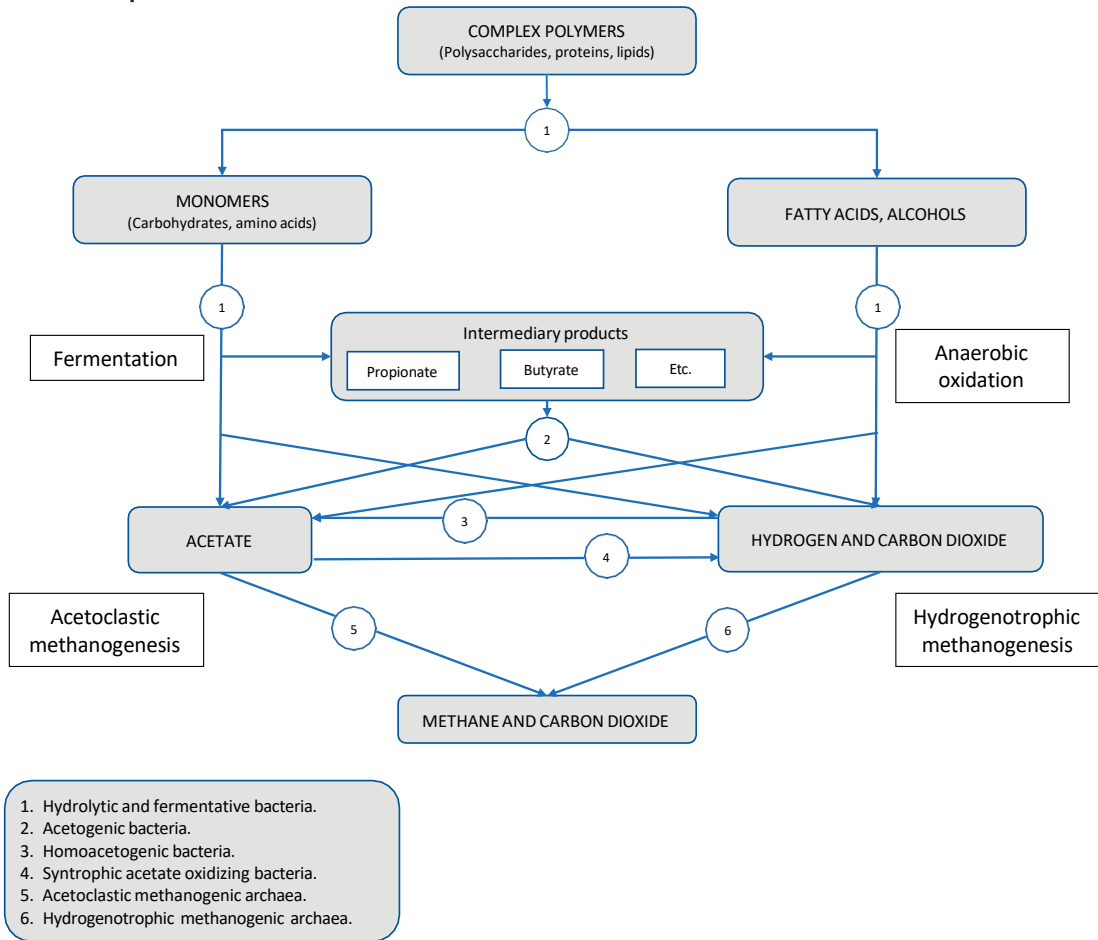 COMPLEX POLYMERS
(Polysaccharides, proteins, lipids)
1
MONOMERS
(Carbohydrates, amino acids)
FATTY ACIDS, ALCOHOLS
1
1
Fermentation
Intermediary products
Propionate
Butyrate
Etc.
Anaerobic
oxidation
2
ACETATE
3
HYDROGEN AND CARBON DIOXIDE
4
Acetoclastic
methanogenesis
5
6
Hydrogenotrophic
methanogenesis
METHANE AND CARBON DIOXIDE
1. Hydrolytic and fermentative bacteria.
2. Acetogenic bacteria.
3. Homoacetogenic bacteria.
4. Syntrophic acetate oxidizing bacteria.
5. Acetoclastic methanogenic archaea.
6. Hydrogenotrophic methanogenic archaea.